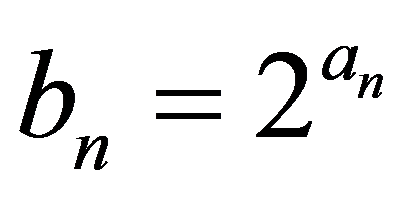 $b_n = 2^{a_n}$